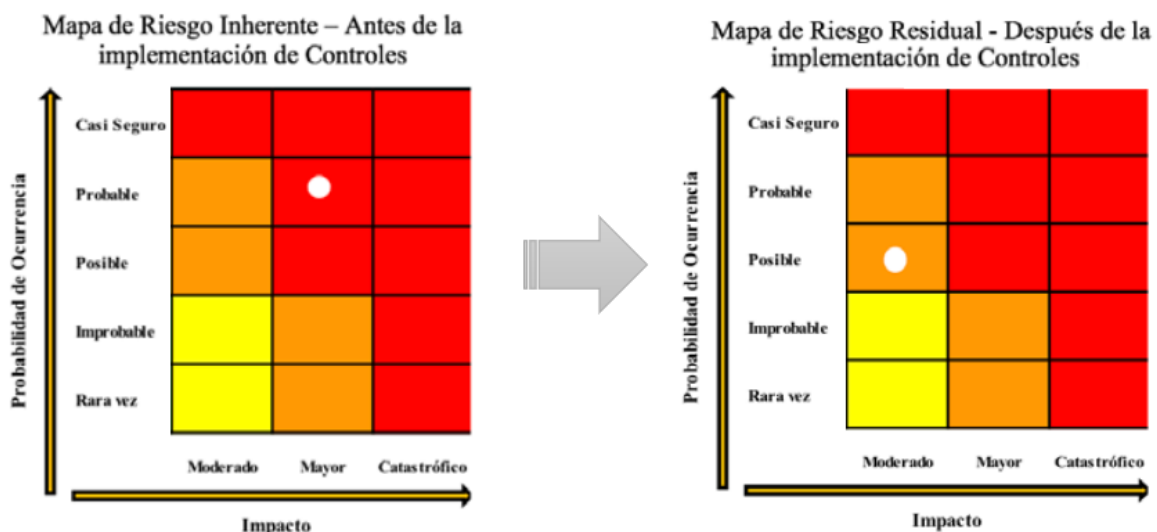 Mapa de Riesgo Inherente – Antes de la
implementación de Controles
Probabilidad de Ocurrencia
Casi Seguro
Probable
Posible
Improbable
Rara vez
Moderado
Mayor
Catastrófico
Impacto
Mapa de Riesgo Residual - Después de la
implementación de Controles
Probabilidad de Ocurrencia
Casi Seguro
Probable
Posible
Improbable
Rara vez
Moderado
Mayor
Catastrófico
Impacto